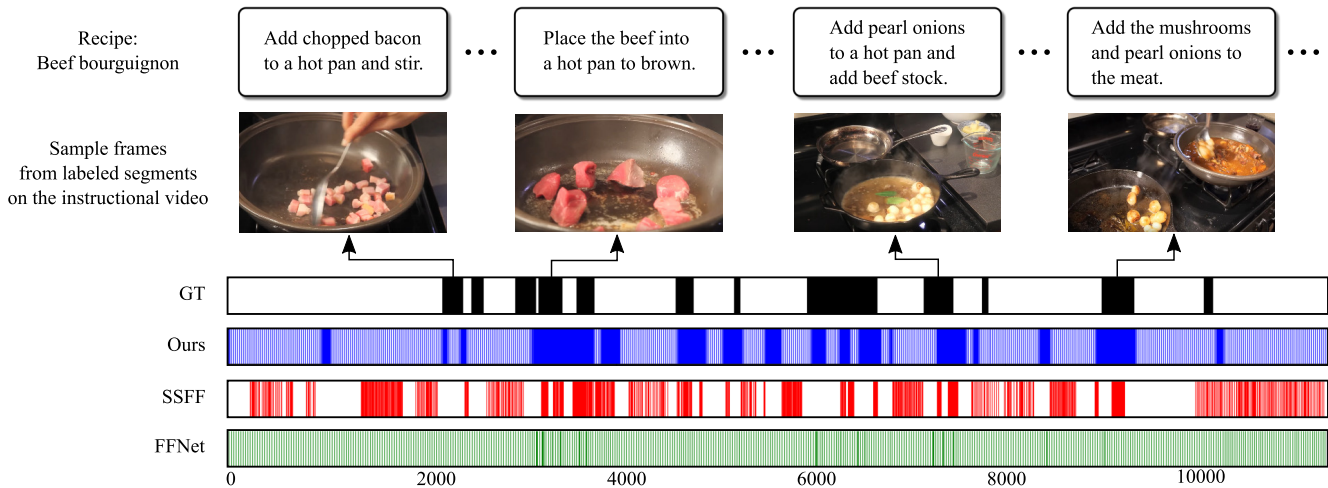 Recipe:
Beef bourguignon
Add chopped bacon
to a hot pan and stir.
•••
Place the beef into
a hot pan to brown.
•••
Add pearl onions
to a hot pan and
add beef stock.
•••
Add the mushrooms
and pearl onions to
the meat.
•••
Sample frames
from labeled segments
on the instructional video
GT
Ours
SSFF
FFNet
0 2000 4000 6000 8000 10000